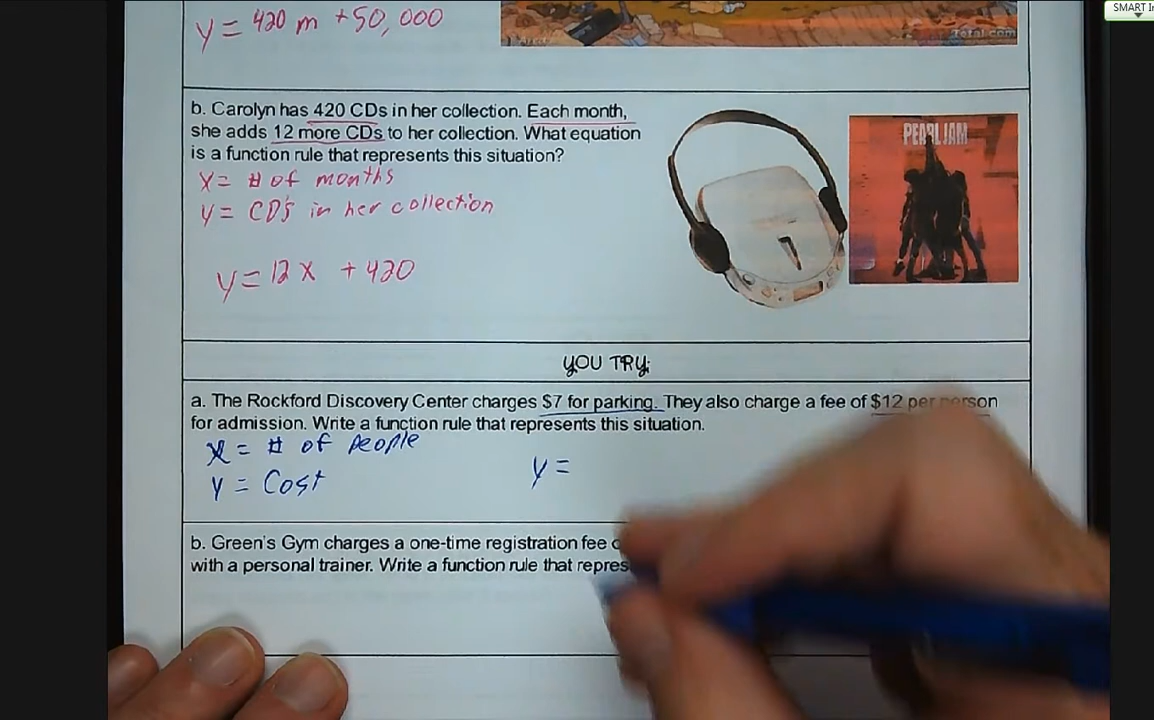 SMART In
y = 420 m + 50,000
Total.com
b. Carolyn has 420 CDs in her collection. Each month,
she adds 12 more CDs to her collection. What equation
is a function rule that represents this situation?
x = # of months
y = CD's in her collection
y = 12x + 420
PEARL JAM
YOU TRY:
a. The Rockford Discovery Center charges $7 for parking. They also charge a fee of $12 per person
for admission. Write a function rule that represents this situation.
x = # of people
y = Cost
y =
b. Green's Gym charges a one-time registration fee
with a personal trainer. Write a function rule that repres